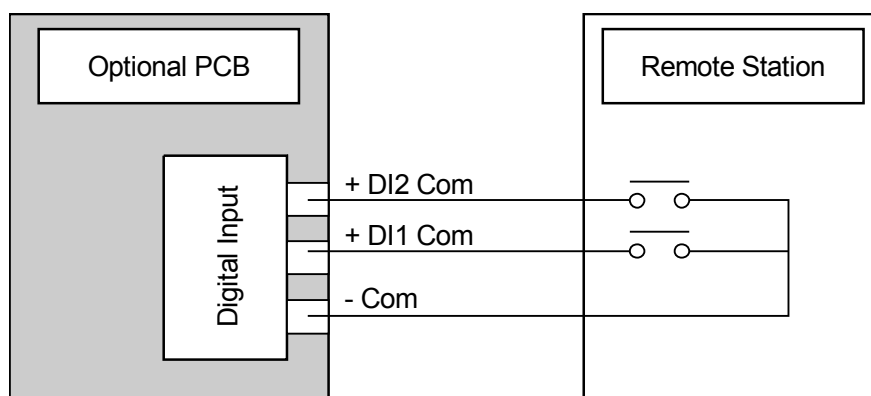 Optional PCB
Remote Station
Digital Input
+ DI2 Com
+ DI1 Com
- Com